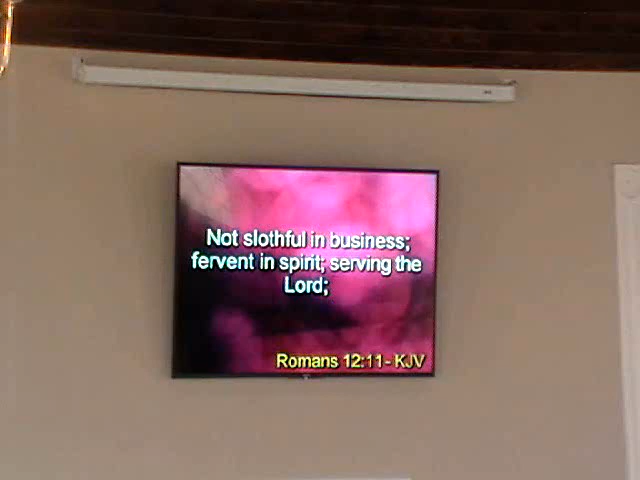 Not slothful in business;
fervent in spirit; serving the
Lord;
Romans 12:11- KJV